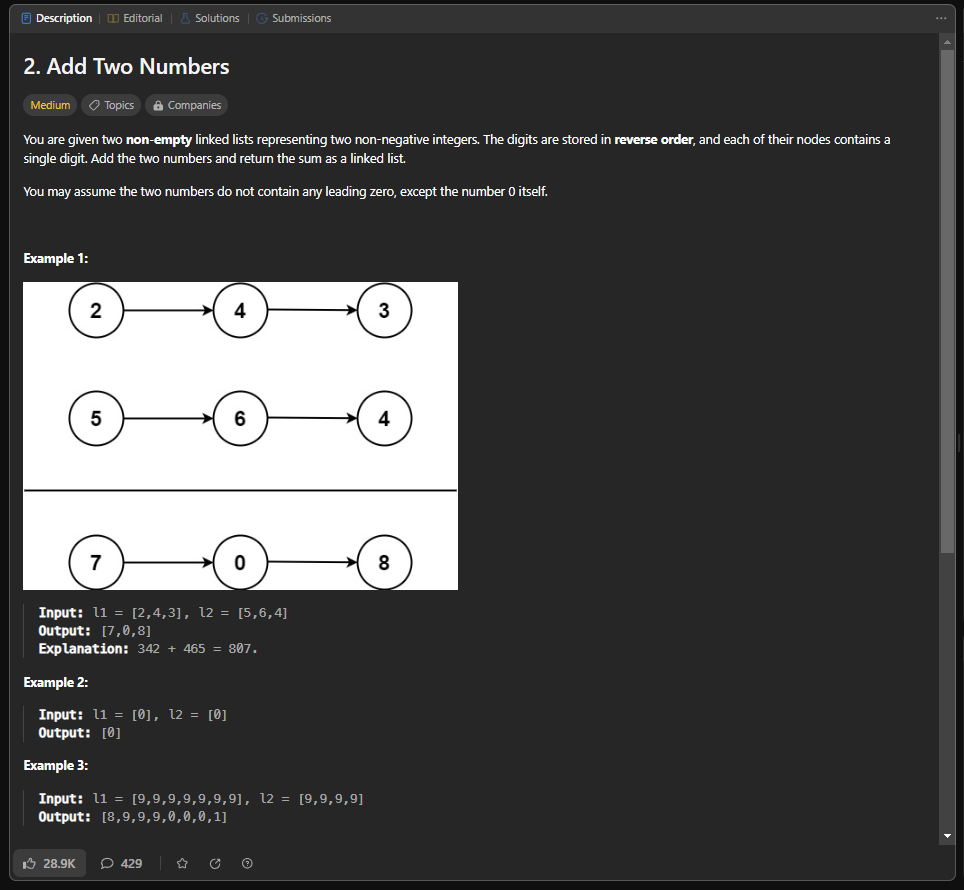 Description | Editorial | Solutions | Submissions
2. Add Two Numbers
Medium Topics Companies
You are given two non-empty linked lists representing two non-negative integers. The digits are stored in reverse order, and each of their nodes contains a
single digit. Add the two numbers and return the sum as a linked list.
You may assume the two numbers do not contain any leading zero, except the number 0 itself.
Example 1:
2 4 3
5 6 4
7 0 8
Input: l1 = [2,4,3], l2 = [5,6,4]
Output: [7,0,8]
Explanation: 342 + 465 = 807.
Example 2:
Input: l1 = [0], l2 = [0]
Output: [0]
Example 3:
Input: l1 = [9,9,9,9,9,9,9], l2 = [9,9,9,9]
Output: [8,9,9,9,0,0,0,1]
28.9K 429